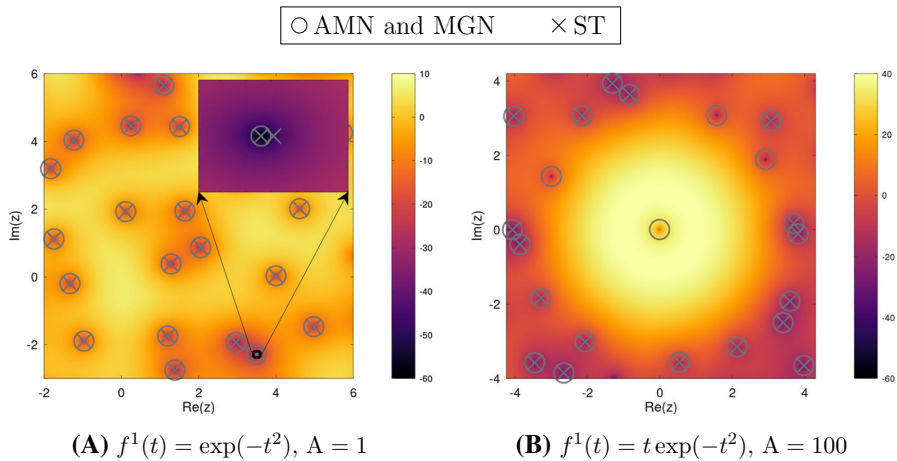 AMN and MGN ST
6
4
2
0
-2
-2 0 2 4 6
Re(z)
Im(z)
10
0
-10
-20
-30
-40
-50
-60
4
2
0
-2
-4
-4 -2 0 2 4
Re(z)
Im(z)
40
20
0
-20
-40
-60
(A) f¹(t) = exp(−t²), A = 1
(B) f¹(t) = t exp(−t²), A = 100